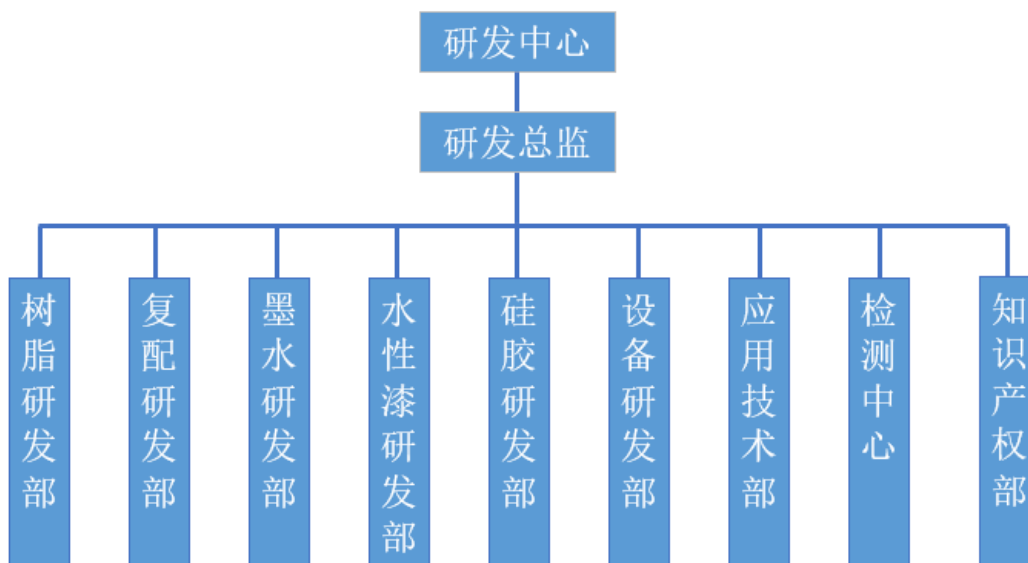 研发中心
研发总监
树脂研发部
复配研发部
墨水研发部
水性漆研发部
硅胶研发部
设备研发部
应用技术部
检测中心
知识产权部